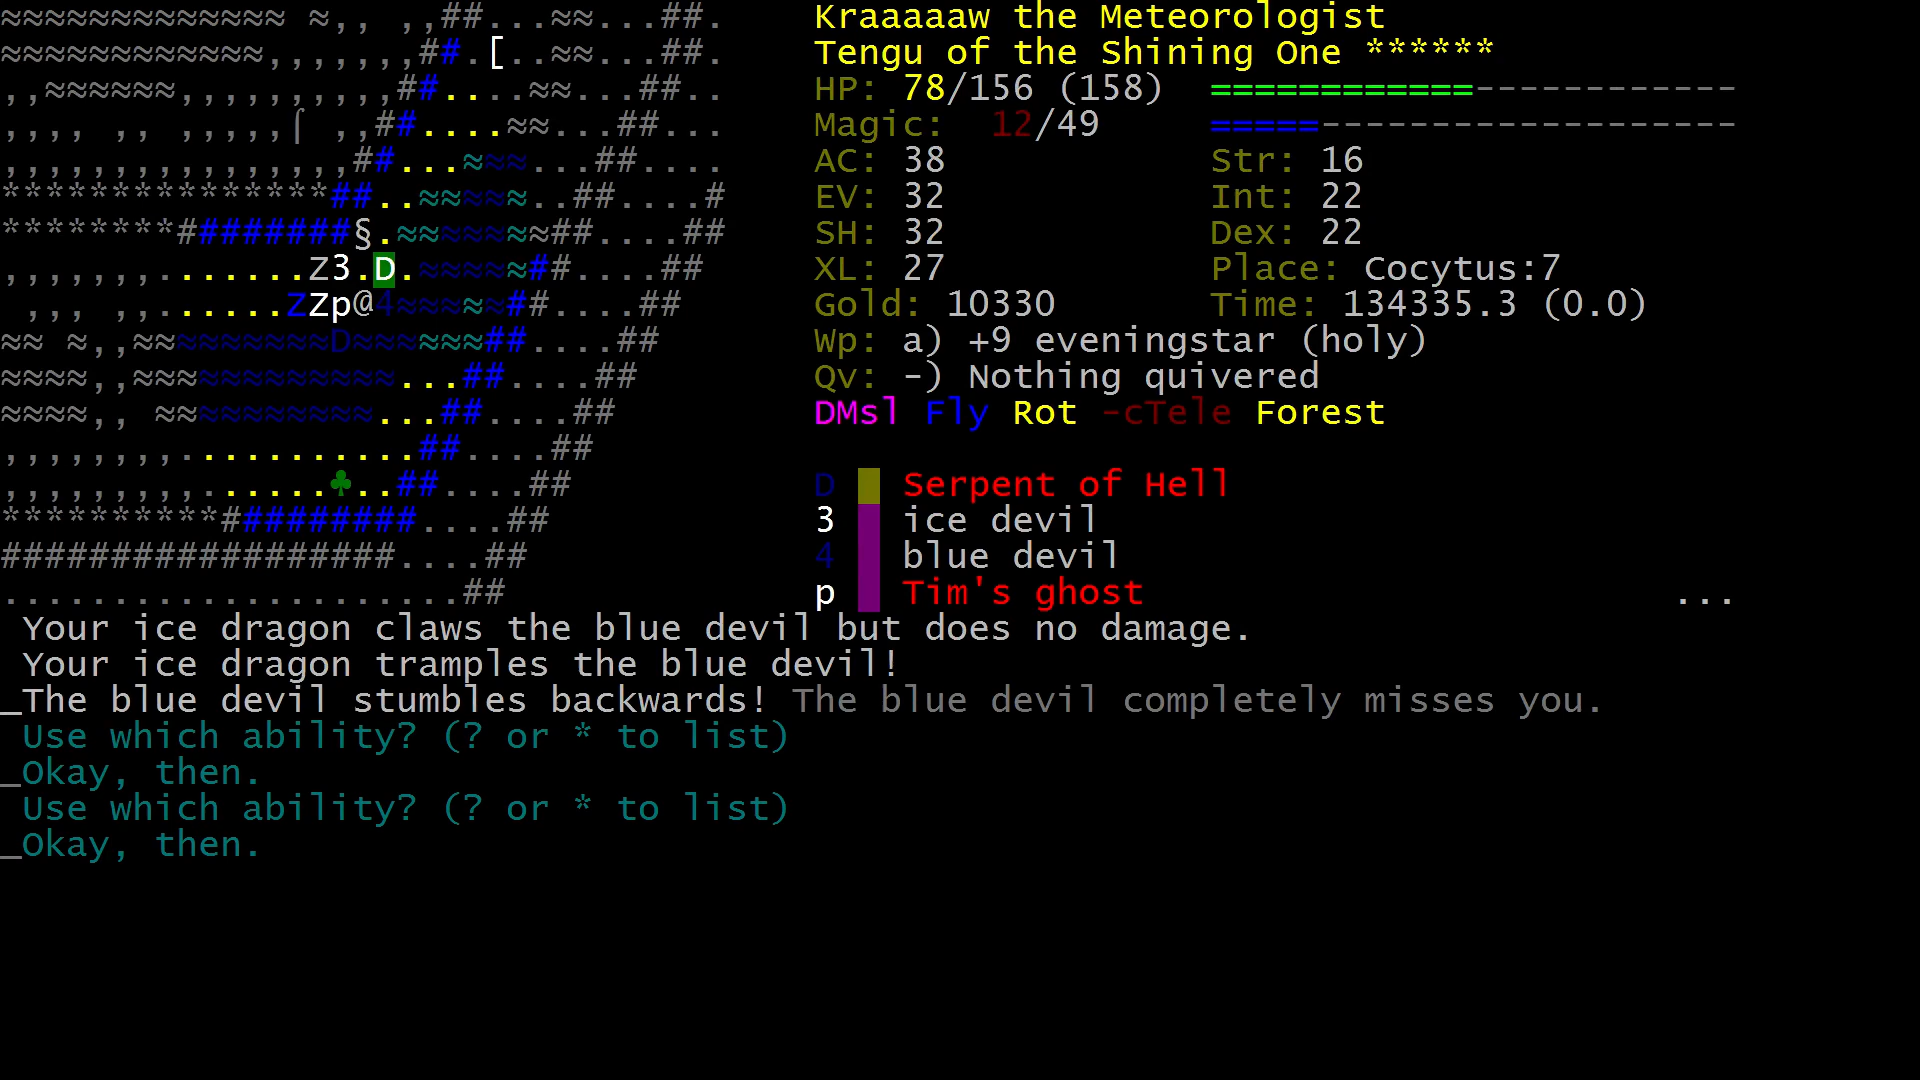 Kraaaaaw the Meteorologist
Tengu of the Shining One ******
HP: 78/156 (158) ============------------
Magic: 12/49 =====-------------------
AC: 38 Str: 16
EV: 32 Int: 22
SH: 32 Dex: 22
XL: 27 Place: Cocytus:7
Gold: 10330 Time: 134335.3 (0.0)
Wp: a) +9 eveningstar (holy)
Qv: -) Nothing quivered
DMsl Fly Rot -cTele Forest
D Serpent of Hell
3 ice devil
4 blue devil
p Tim's ghost ...
Your ice dragon claws the blue devil but does no damage.
Your ice dragon tramples the blue devil!
_The blue devil stumbles backwards! The blue devil completely misses you.
Use which ability? (? or * to list)
_Okay, then.
Use which ability? (? or * to list)
_Okay, then.